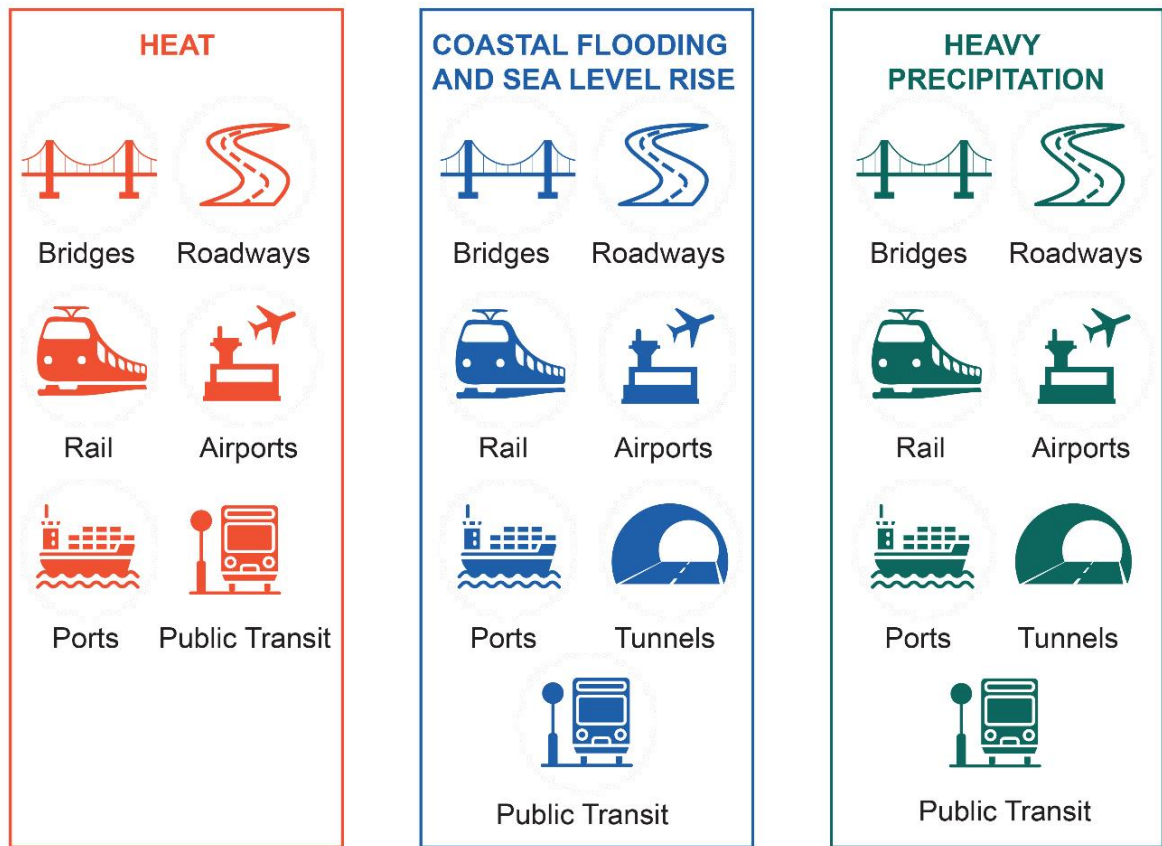 HEAT
Bridges
Roadways
Rail
Airports
Ports
Public Transit
COASTAL FLOODING
AND SEA LEVEL RISE
Bridges
Roadways
Rail
Airports
Ports
Tunnels
Public Transit
HEAVY
PRECIPITATION
Bridges
Roadways
Rail
Airports
Ports
Tunnels
Public Transit